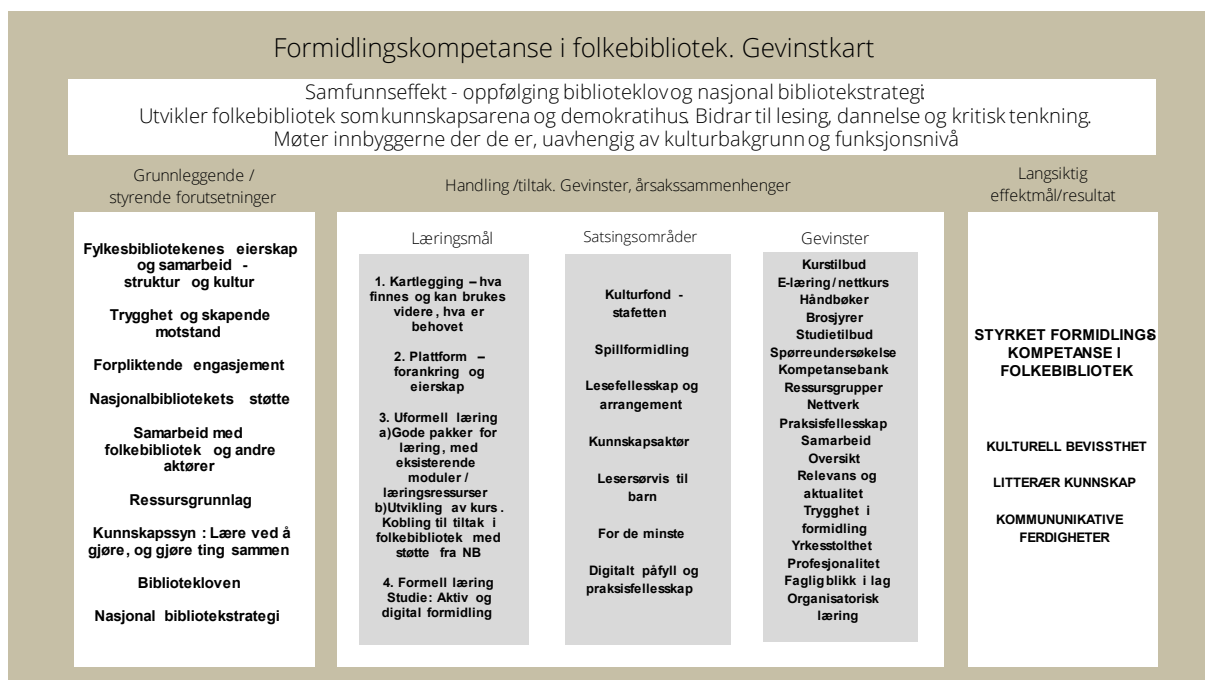 Formidlingskompetanse i folkebibliotek. Gevinstkart
Samfunnseffekt - oppfølging biblioteklov og nasjonal bibliotekstrategi:
Utvikler folkebibliotek som kunnskapsarena og demokratihus. Bidrar til lesing, dannelse og kritisk tenkning.
Møter innbyggerne der de er, uavhengig av kulturbakgrunn og funksjonsnivå
Grunnleggende /
styrende forutsetninger
Fylkesbibliotekenes eierskap
og samarbeid -
struktur og kultur
Trygghet og skapende
motstand
Forpliktende engasjement
Nasjonalbibliotekets støtte
Samarbeid med
folkebibliotek og andre
aktører
Ressursgrunnlag
Kunnskapssyn : Lære ved å
gjøre, og gjøre ting sammen
Bibliotekloven
Nasjonal bibliotekstrategi
Handling /tiltak. Gevinster, årsakssammenhenger
Læringsmål
1. Kartlegging – hva
finnes og kan brukes
videre, hva er
behovet
2. Plattform –
forankring og
eierskap
3. Uformell læring
a)Gode pakker for
læring, med
eksisterende
moduler /
læringsressurser
b)Utvikling av kurs.
Kobling til tiltak i
folkebibliotek med
støtte fra NB
4. Formell læring
Studie: Aktiv og
digital formidling
Satsingsområder
Kulturfond -
stafetten
Spillformidling
Lesefellesskap og
arrangement
Kunnskapsaktør
Lesersørvis til
barn
For de minste
Digitalt påfyll og
praksisfellesskap
Gevinster
Kurstilbud
E-læring/nettkurs
Håndbøker
Brosjyrer
Studietilbud
Spørreundersøkelse
Kompetansebank
Ressursgrupper
Nettverk
Praksisfellesskap
Samarbeid
Oversikt
Relevans og
aktualitet
Trygghet i
formidling
Yrkesstolthet
Profesjonalitet
Faglig blikk i lag
Organisatorisk
læring
Langsiktig
effektmål/resultat
STYRKET FORMIDLINGS
KOMPETANSE I
FOLKEBIBLIOTEK
KULTURELL BEVISSTHET
LITTERÆR KUNNSKAP
KOMMUNUNIKATIVE
FERDIGHETER